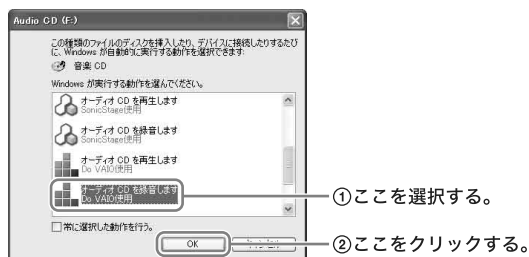 Audio CD (F:)
この種類のファイルのディスクを挿入したり、デバイスに接続したりするたび
に、Windows が自動的に実行する動作を選択できます:
音楽 CD
Windows が実行する動作を選んでください。
オーディオ CD を再生します
SonicStage使用
オーディオ CD を録音します
SonicStage使用
オーディオ CD を再生します
Do VAIO使用
オーディオ CD を録音します
Do VAIO使用
①ここを選択する。
常に選択した動作を行う。
OK
②ここをクリックする。